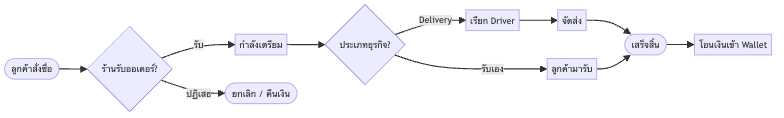 ลูกค้าสั่งซื้อ
ร้านรับออเดอร์?
รับ
ปฏิเสธ
กำลังเตรียม
ยกเลิก / คืนเงิน
ประเภทธุรกิจ?
Delivery
รับเอง
เรียก Driver
จัดส่ง
ลูกค้ามารับ
เสร็จสิ้น
โอนเงินเข้า Wallet